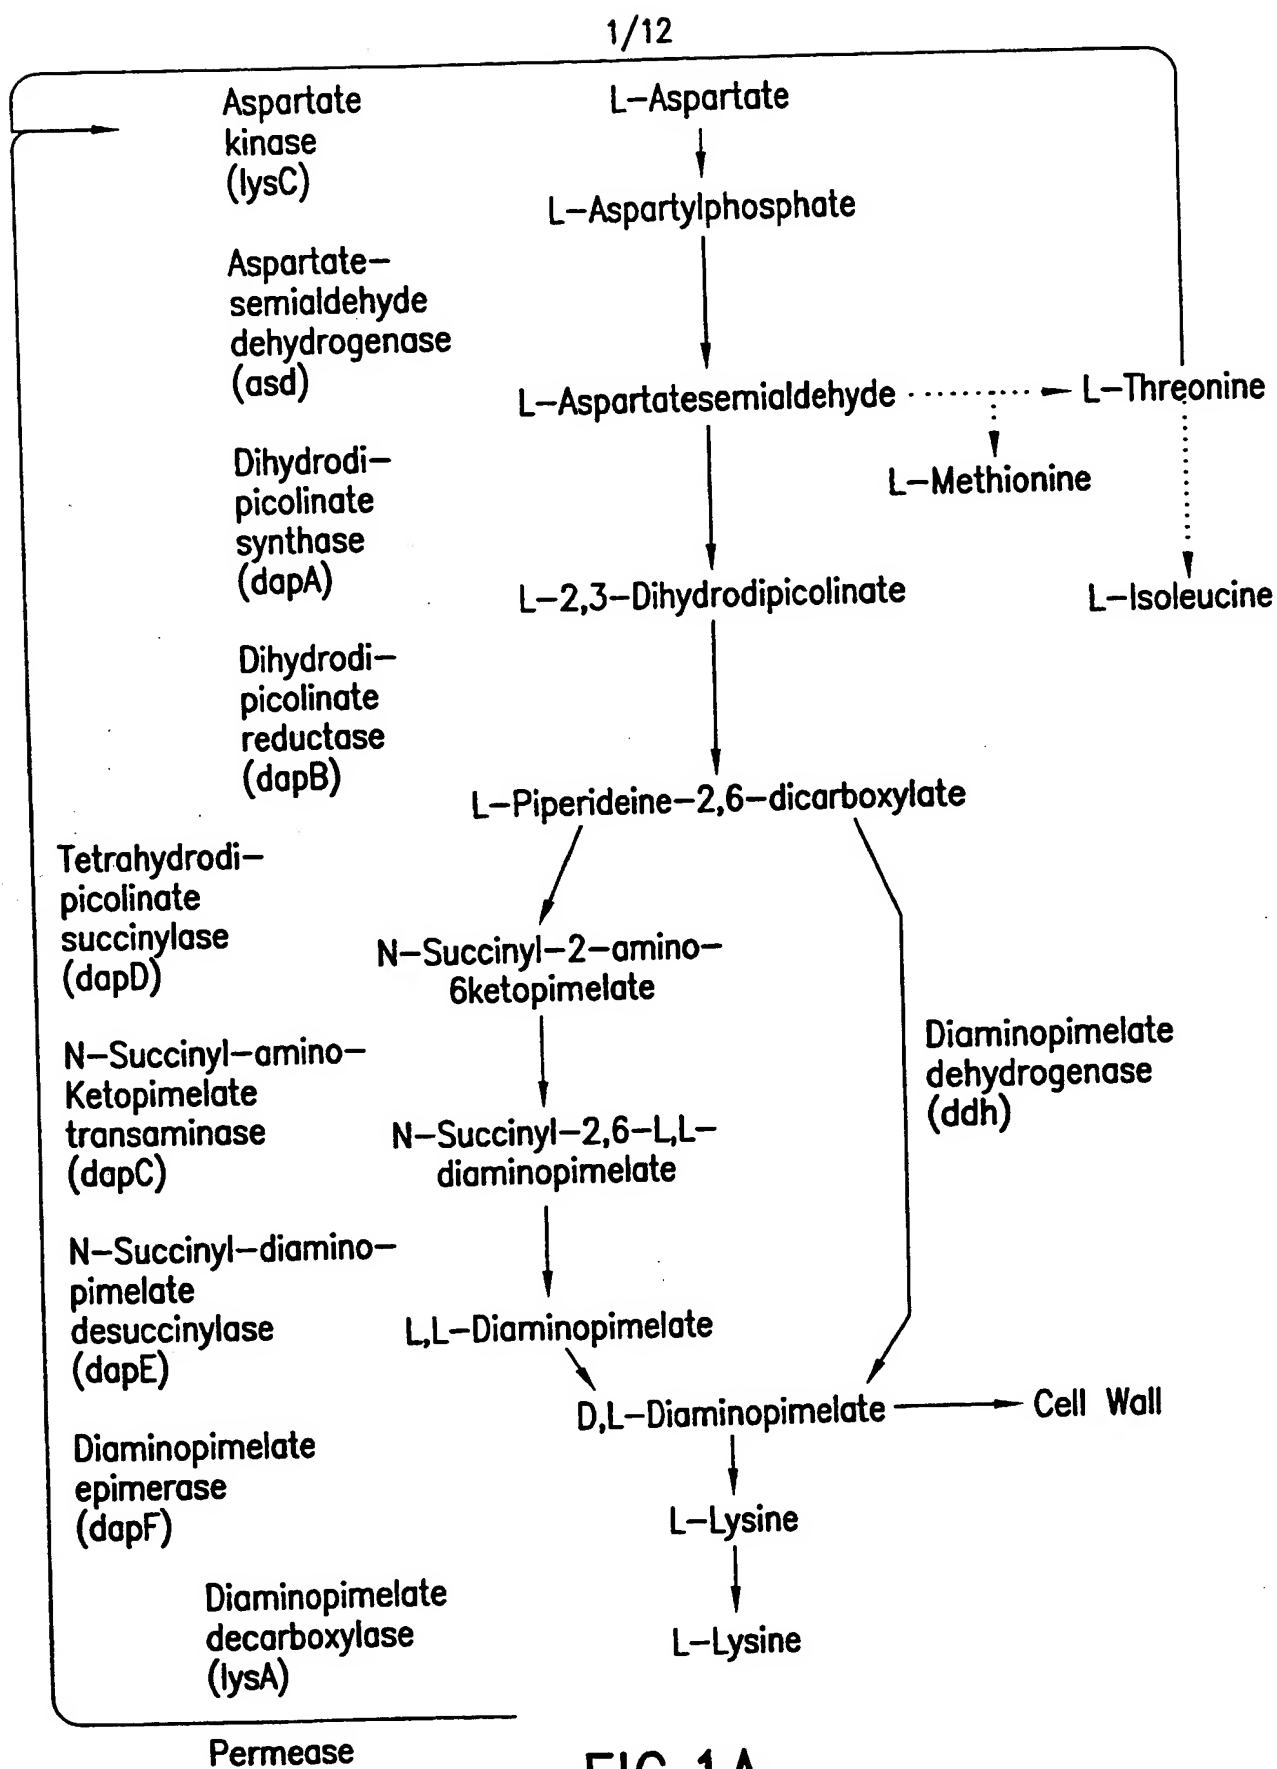 1/12
Aspartate
kinase
(lysC)
L-Aspartate
L-Aspartylphosphate
Aspartate-
semialdehyde
dehydrogenase
(asd)
L-Aspartatesemialdehyde
L-Threonine
L-Methionine
Dihydrodi-
picolinate
synthase
(dapA)
L-2,3-Dihydrodipicolinate
L-Isoleucine
Dihydrodi-
picolinate
reductase
(dapB)
L-Piperideine-2,6-dicarboxylate
Tetrahydrodi-
picolinate
succinylase
(dapD)
N-Succinyl-2-amino-
6ketopimelate
Diaminopimelate
dehydrogenase
(ddh)
N-Succinyl-amino-
Ketopimelate
transaminase
(dapC)
N-Succinyl-2,6-L,L-
diaminopimelate
N-Succinyl-diamino-
pimelate
desuccinylase
(dapE)
L,L-Diaminopimelate
D,L-Diaminopimelate
Cell Wall
Diaminopimelate
epimerase
(dapF)
L-Lysine
Diaminopimelate
decarboxylase
(lysA)
L-Lysine
Permease
FIG. 1A